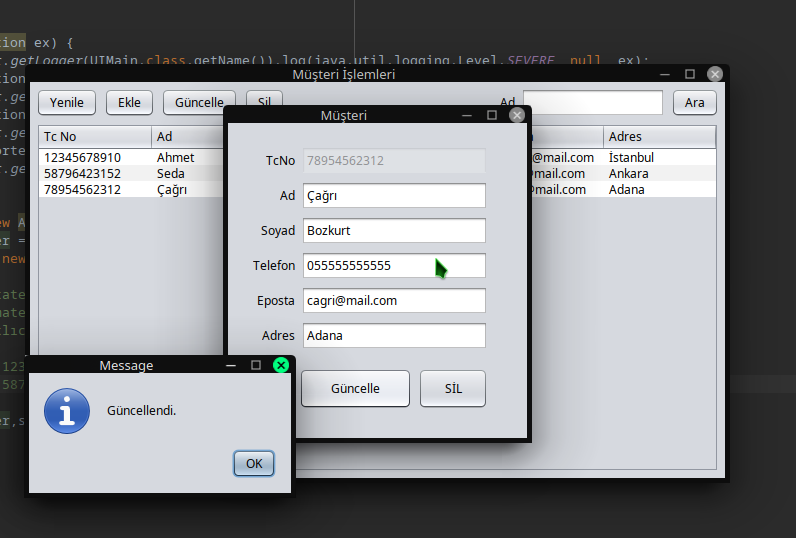 tion ex) {
.getLogger(UIMain.class.getName()).log(java.util.logging.Level.SEVERE, null, ex);
Müşteri İşlemleri
Yenile Ekle Güncelle Sil Ad Ara
Tc No Ad Adres
12345678910 Ahmet @mail.com İstanbul
58796423152 Seda @mail.com Ankara
78954562312 Çağrı @mail.com Adana
Müşteri
TcNo 78954562312
Ad Çağrı
Soyad Bozkurt
Telefon 055555555555
Eposta cagri@mail.com
Adres Adana
Güncelle SİL
Message
Güncellendi.
OK